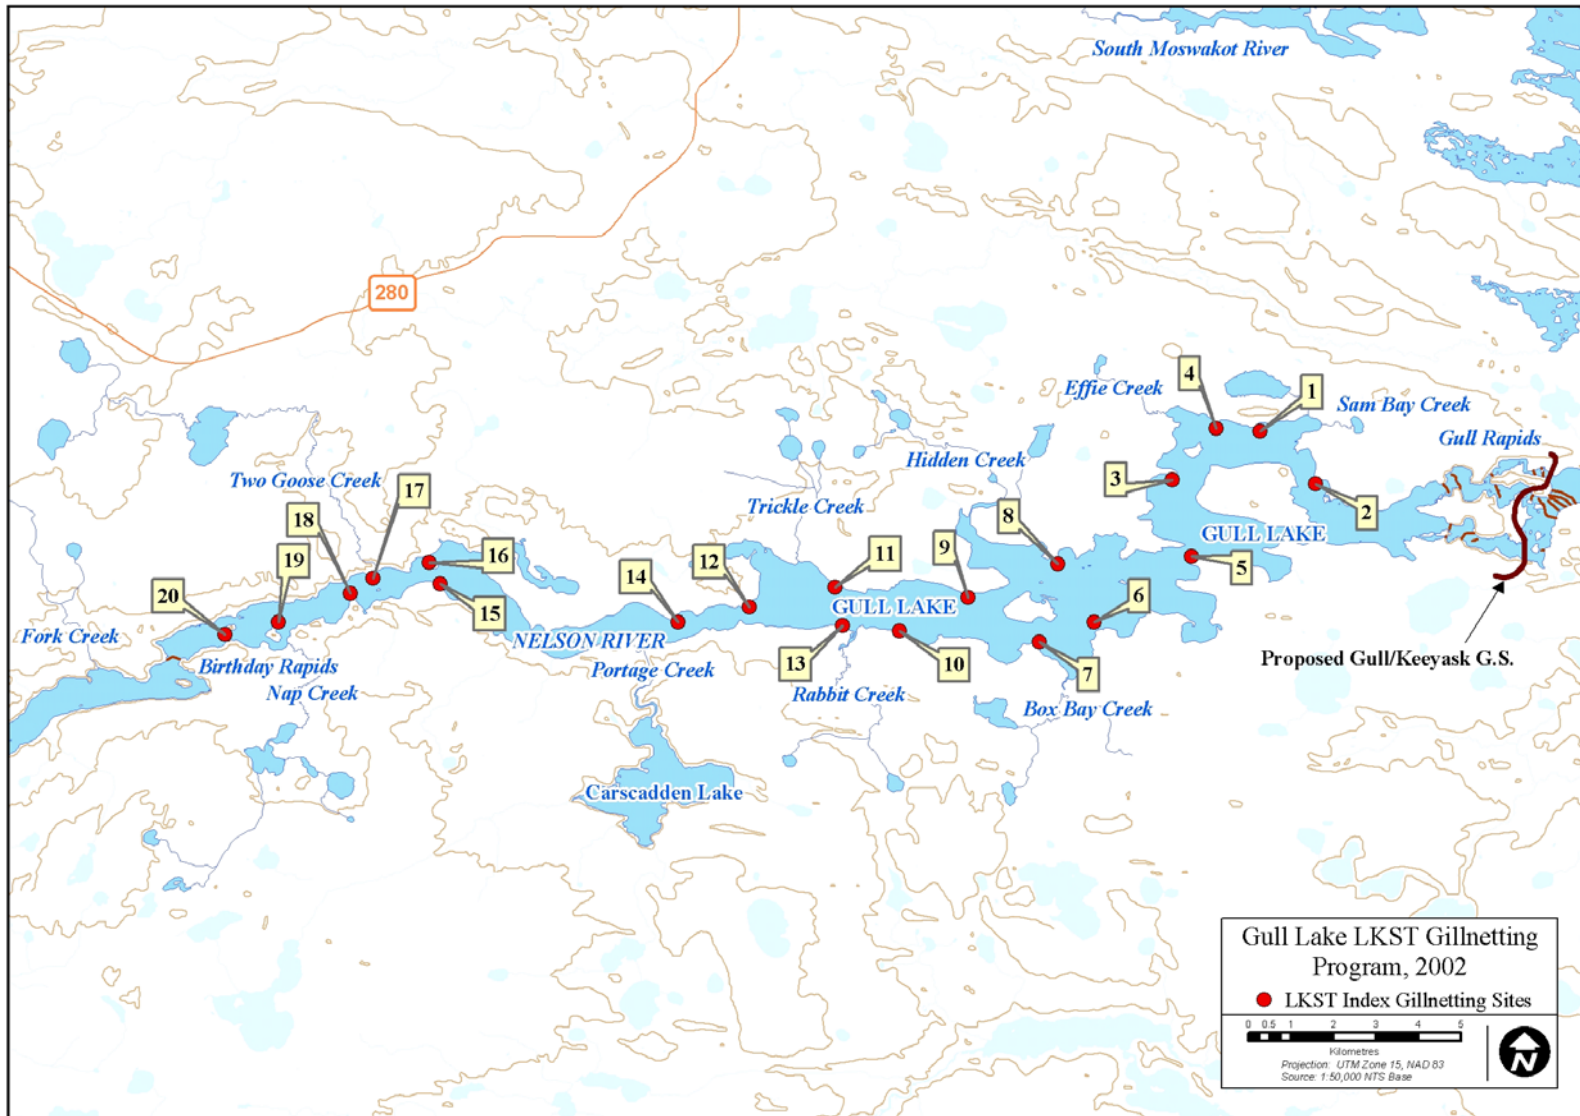 South Moswakot River
280
4
1
Effie Creek
Sam Bay Creek
Gull Rapids
Hidden Creek
3
2
Two Goose Creek
17
Trickle Creek
8
18
GULL LAKE
19
16
12
11
9
5
20
14
GULL LAKE
6
15
Fork Creek
NELSON RIVER
Birthday Rapids
Portage Creek
13
10
7
Proposed Gull/Keeyask G.S.
Nap Creek
Rabbit Creek
Box Bay Creek
Carscadden Lake
Gull Lake LKST Gillnetting
Program, 2002
LKST Index Gillnetting Sites
0 0.5 1 2 3 4 5
Kilometres
Projection: UTM Zone 15, NAD 83
Source: 1:50,000 NTS Base
N